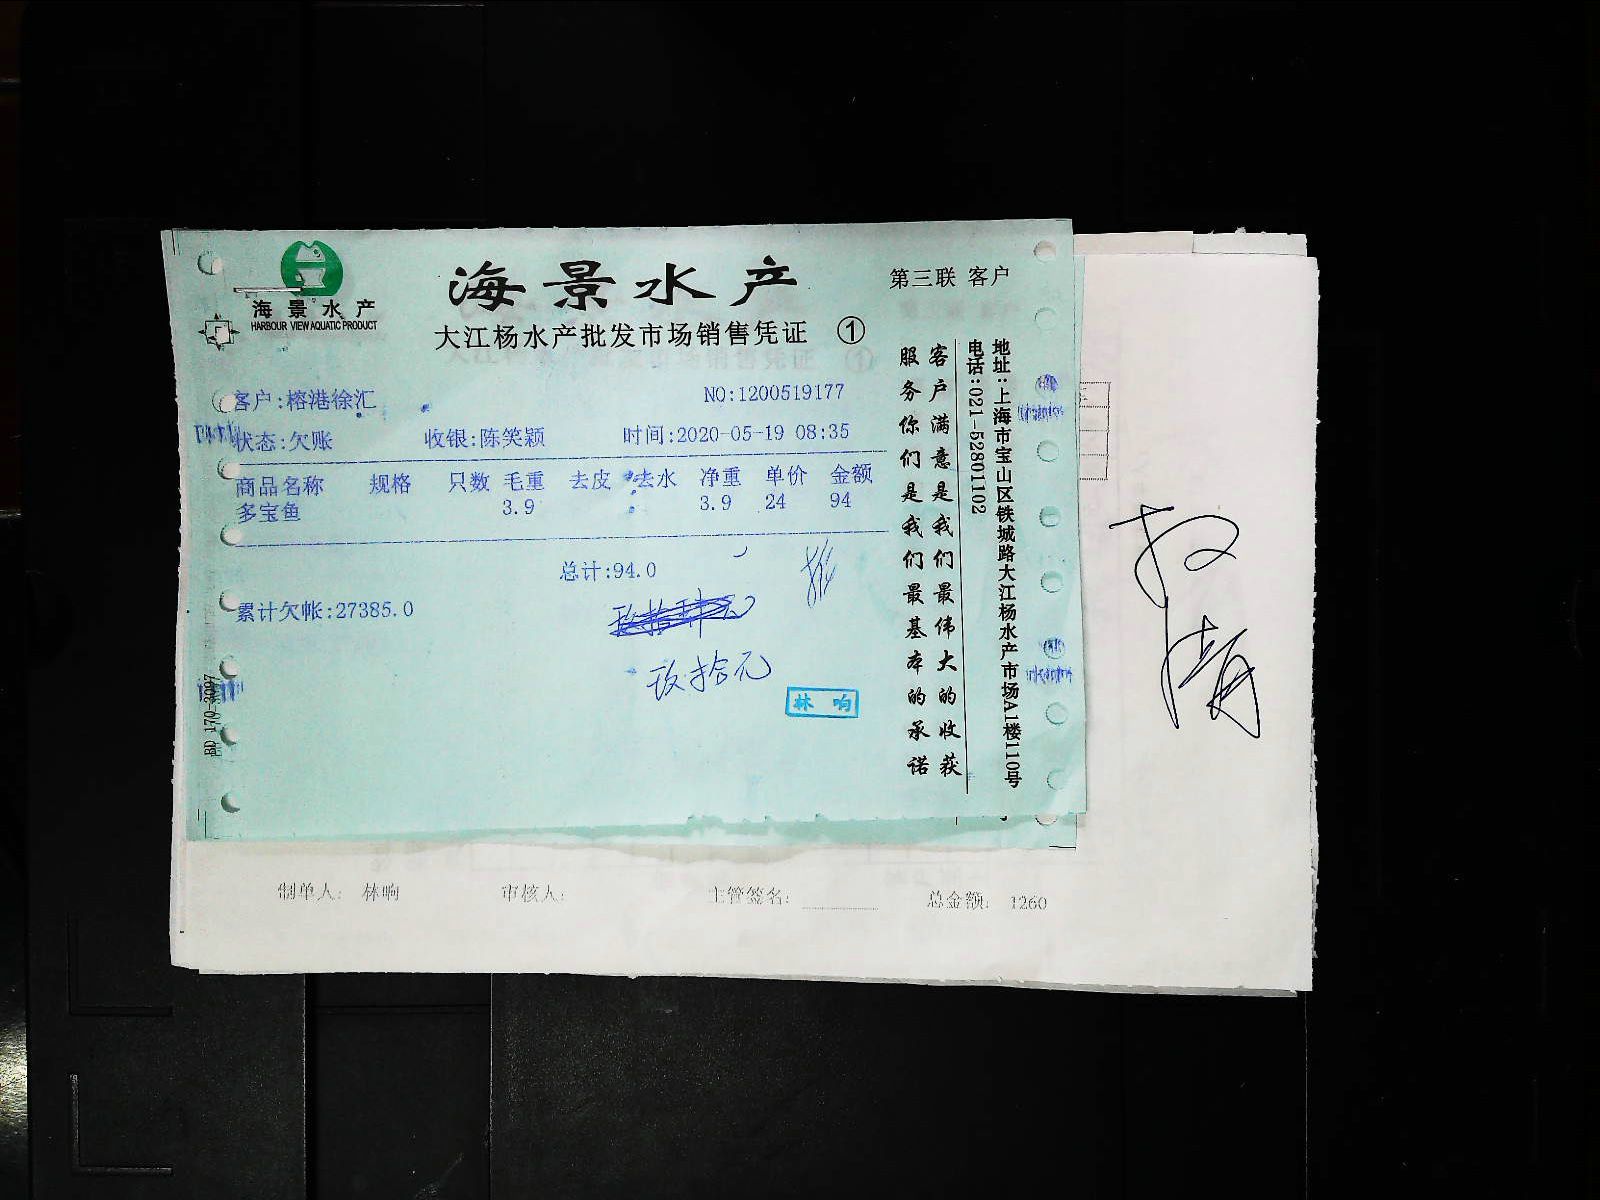 海景水产
HARBOUR VIEW AQUATIC PRODUCT
海景水产
大江杨水产批发市场销售凭证 ①
第三联 客户
客户:榕港徐汇
NO:1200519177
状态:欠账 收银:陈笑颖 时间:2020-05-19 08:35
商品名称 规格 只数 毛重 去皮 去水 净重 单价 金额
多宝鱼 3.9 3.9 24 94
总计:94.0
累计欠帐:27385.0
玖拾肆元
玖拾元
林响
客户满意是我们最伟大的收获
服务你们是我们最基本的承诺
地址:上海市宝山区铁城路大江杨水产市场A1楼110号
电话:021-52801102
制单人: 林响 审核人: 主管签名: 总金额: 1260